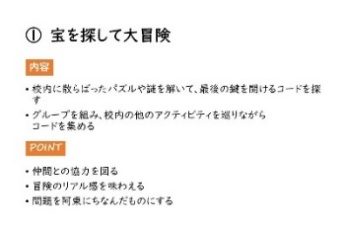 ① 宝を探して大冒険
内容
• 校内に散らばったパズルや謎を解いて、最後の鍵を開けるコードを探
す
• グループを組み、校内の他のアクティビティを巡りながら
コードを集める
POINT
• 仲間との協力を図る
• 冒険のリアル感を味わえる
• 問題を阿東にちなんだものにする